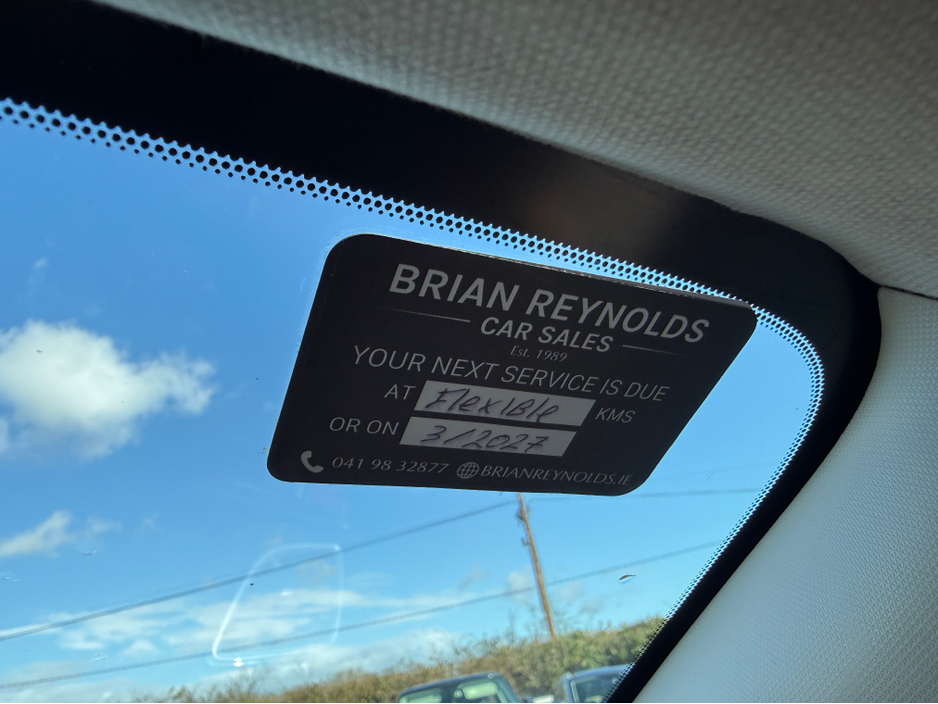 BRIAN REYNOLDS
CAR SALES
Est. 1989
YOUR NEXT SERVICE IS DUE
AT Flexible KMS
OR ON 3/2027
041 98 32877 BRIANREYNOLDS.IE